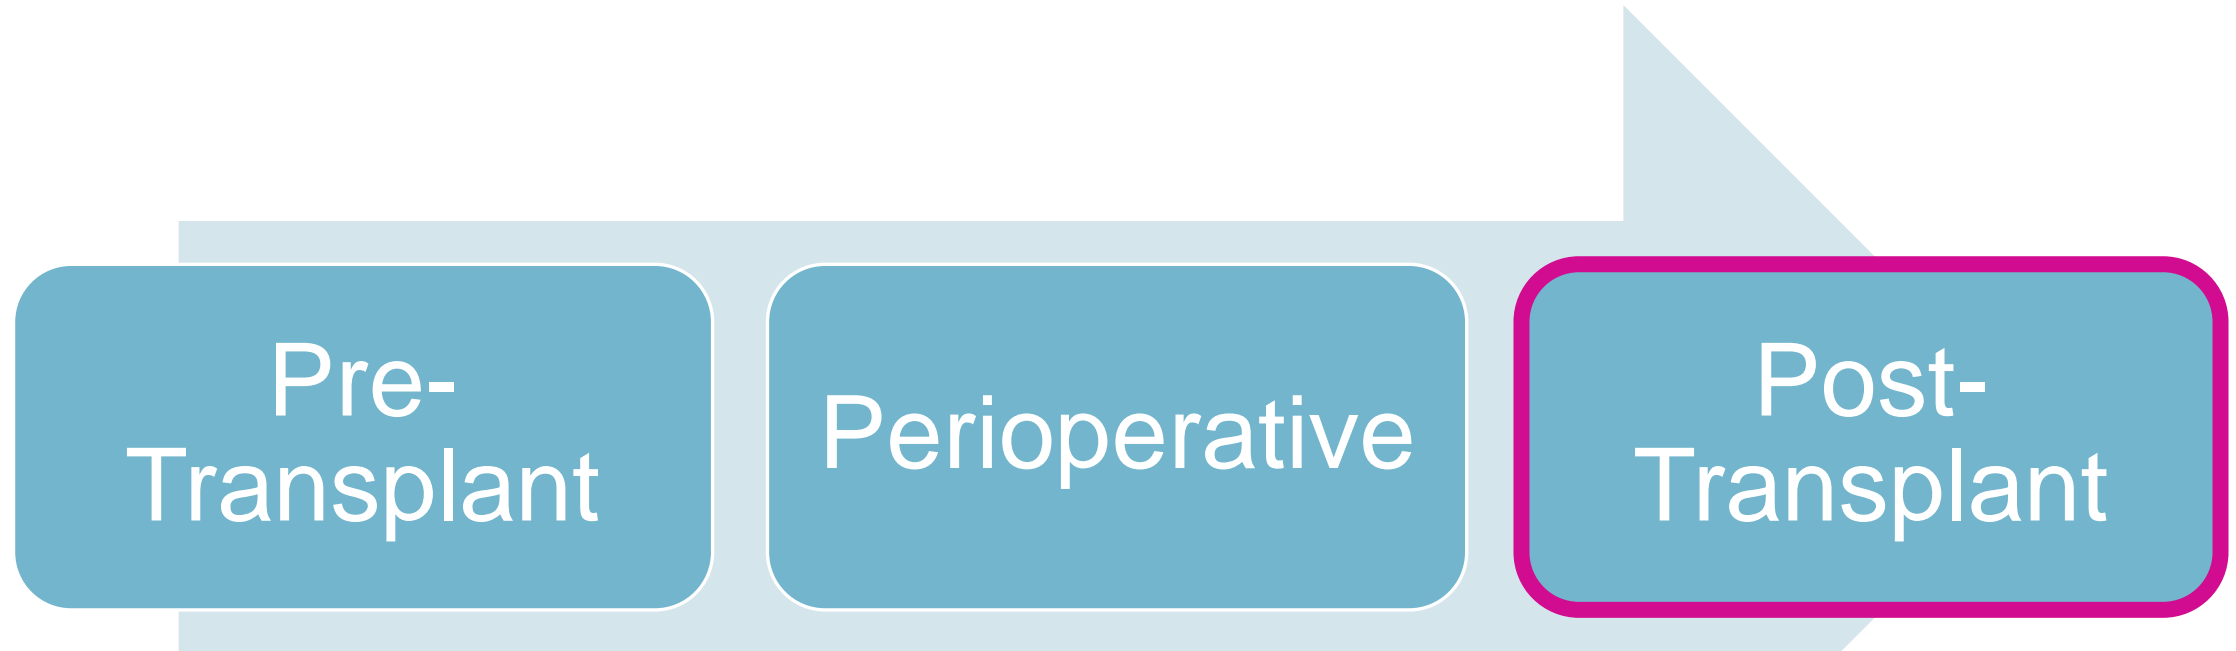 Pre-
Transplant
Perioperative
Post-
Transplant